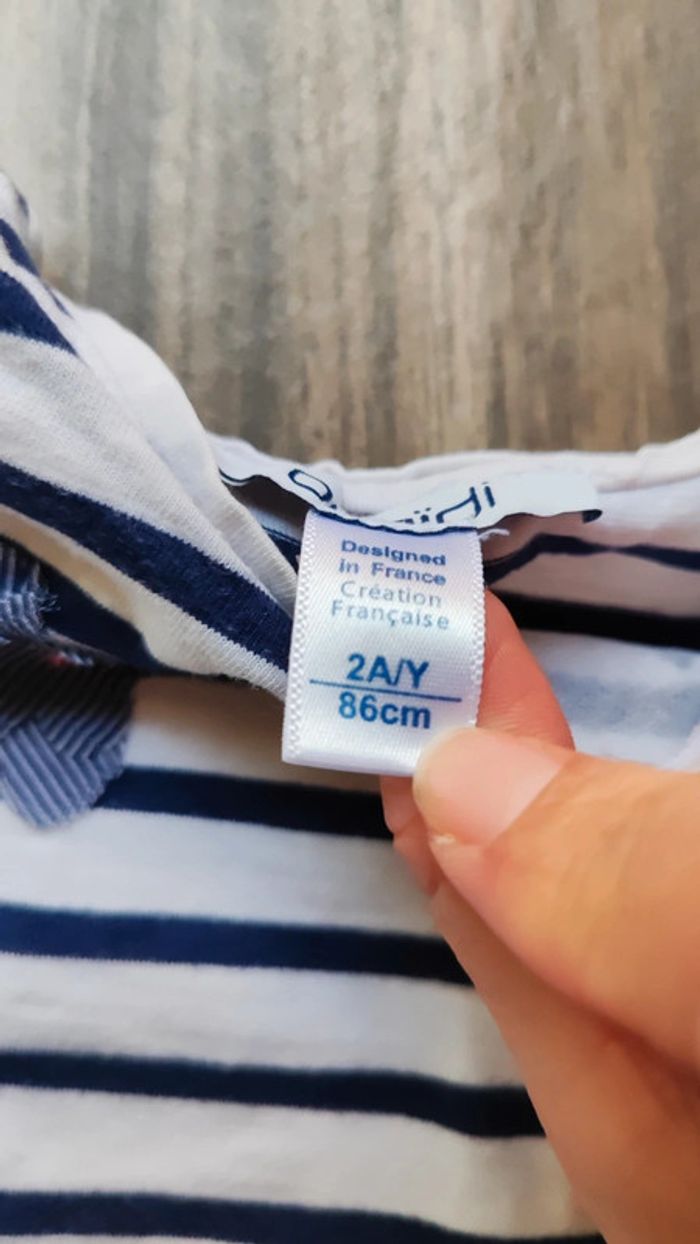 Designed
in France
Création
Française
2A/Y
86cm